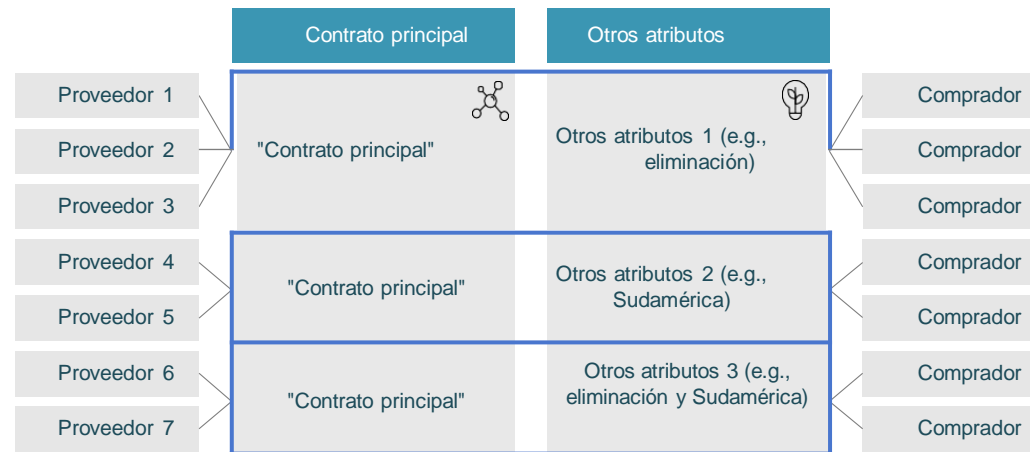 Contrato principal
Otros atributos
Proveedor 1
Proveedor 2
Proveedor 3
"Contrato principal"
Otros atributos 1 (e.g.,
eliminación)
Comprador
Comprador
Comprador
Proveedor 4
Proveedor 5
"Contrato principal"
Otros atributos 2 (e.g.,
Sudamérica)
Comprador
Comprador
Proveedor 6
Proveedor 7
"Contrato principal"
Otros atributos 3 (e.g.,
eliminación y Sudamérica)
Comprador
Comprador